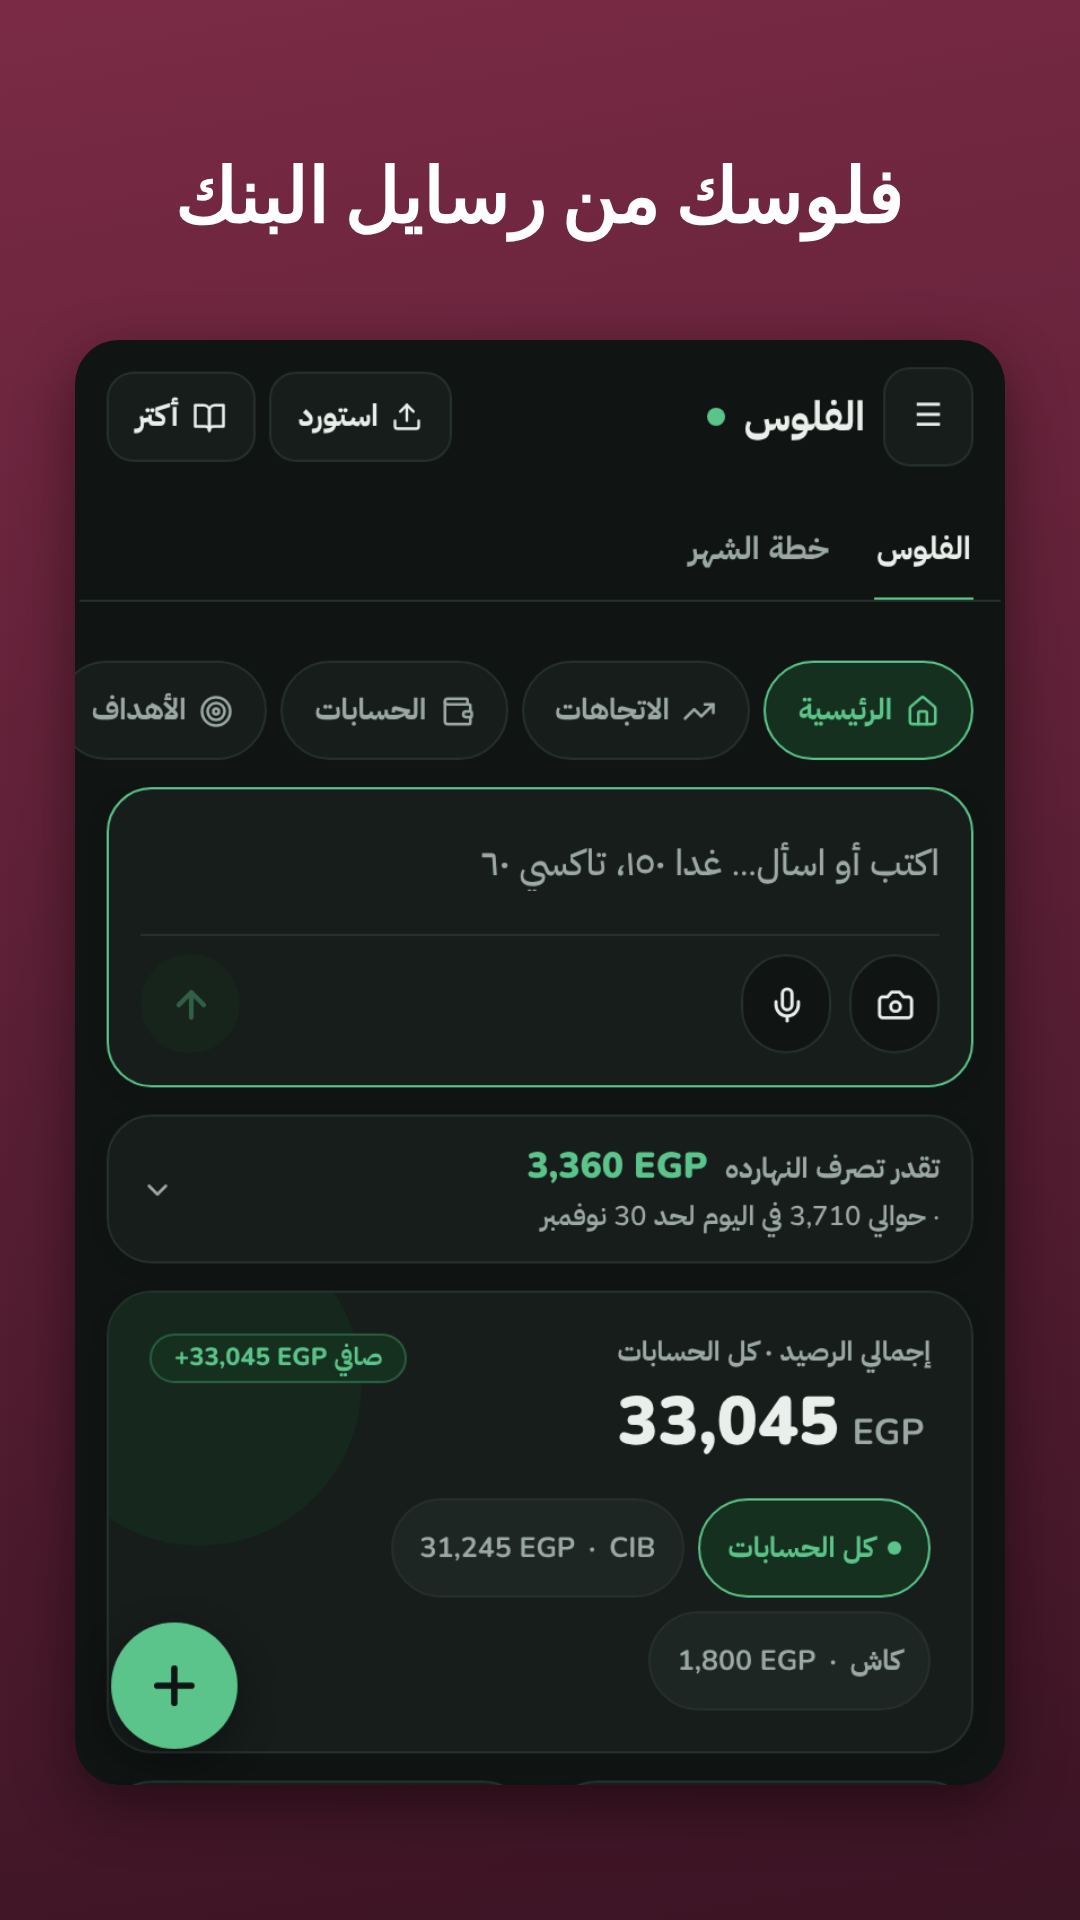 فلوسك من رسايل البنك
الفلوس
استورد
أكتر
الفلوس
خطة الشهر
الرئيسية
الاتجاهات
الحسابات
الأهداف
اكتب أو اسأل... غدا ١٥٠، تاكسي ٦٠
تقدر تصرف النهارده 3,360 EGP
· حوالي 3,710 في اليوم لحد 30 نوفمبر
إجمالي الرصيد · كل الحسابات
صافي +33,045 EGP
33,045 EGP
كل الحسابات
CIB · 31,245 EGP
كاش · 1,800 EGP